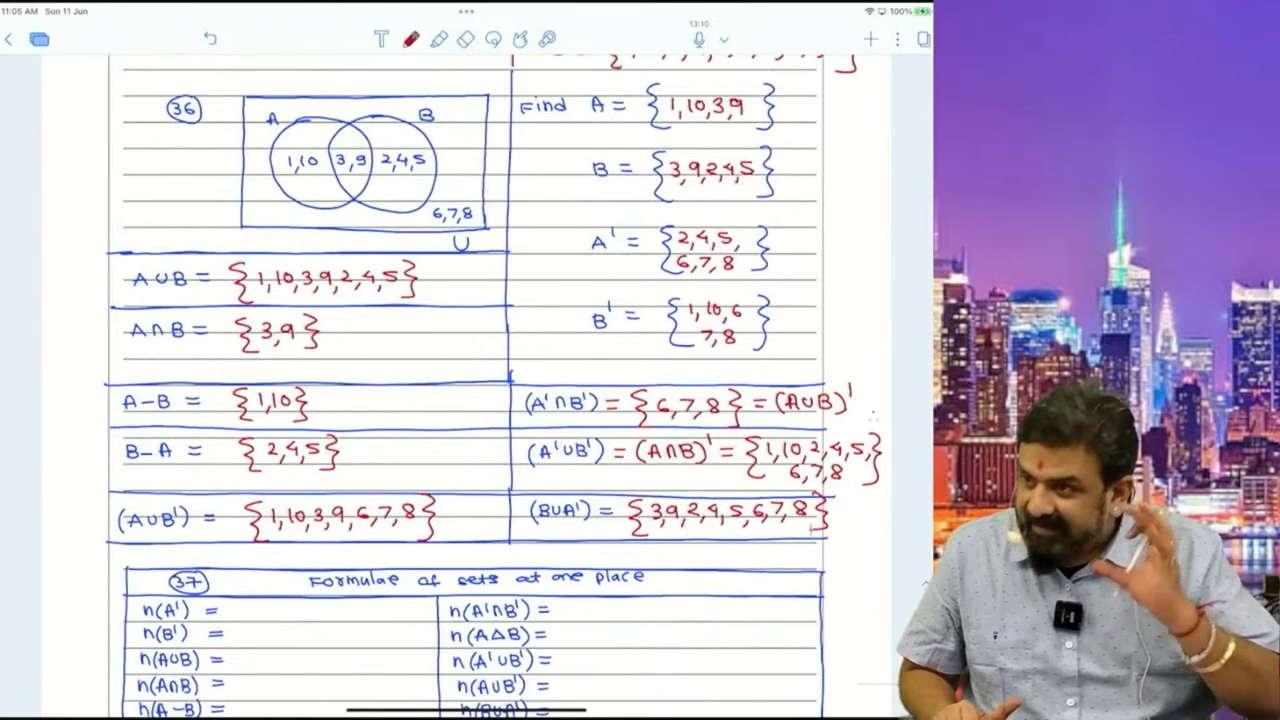 11:05 AM Sun 11 Jun
100%
13:10
T
36
A
B
1,10
3,9
2,4,5
6,7,8
U
Find A = {1,10,3,9}
B = {3,9,2,4,5}
A' = {2,4,5,
6,7,8}
B' = {1,10,6
7,8}
A∪B = {1,10,3,9,2,4,5}
A∩B = {3,9}
A−B = {1,10}
(A'∩B') = {6,7,8} = (A∪B)'
B−A = {2,4,5}
(A'∪B') = (A∩B)' = {1,10,2,4,5,
6,7,8}
(A∪B') = {1,10,3,9,6,7,8}
(B∪A') = {3,9,2,4,5,6,7,8}
37 Formulae of sets at one place
n(A') =
n(A'∩B') =
n(B') =
n(A∆B) =
n(A∪B) =
n(A'∪B') =
n(A∩B) =
n(A∪B') =
n(A−B) =
n(B∪A') =